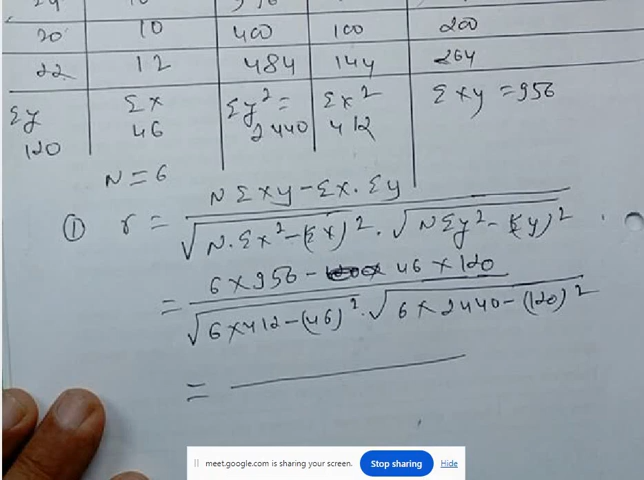 20 10 400 100 200
22 12 484 144 264
Σy Σx Σy² = Σx² Σxy = 956
120 46 2440 412
N = 6
① r = NΣxy - Σx. Σy
√N.Σx² - (Σx)² . √NΣy² - (Σy)²
= 6×956 - 46×120
√6×412 - (46)² . √6×2440 - (120)²
=
meet.google.com is sharing your screen. Stop sharing Hide